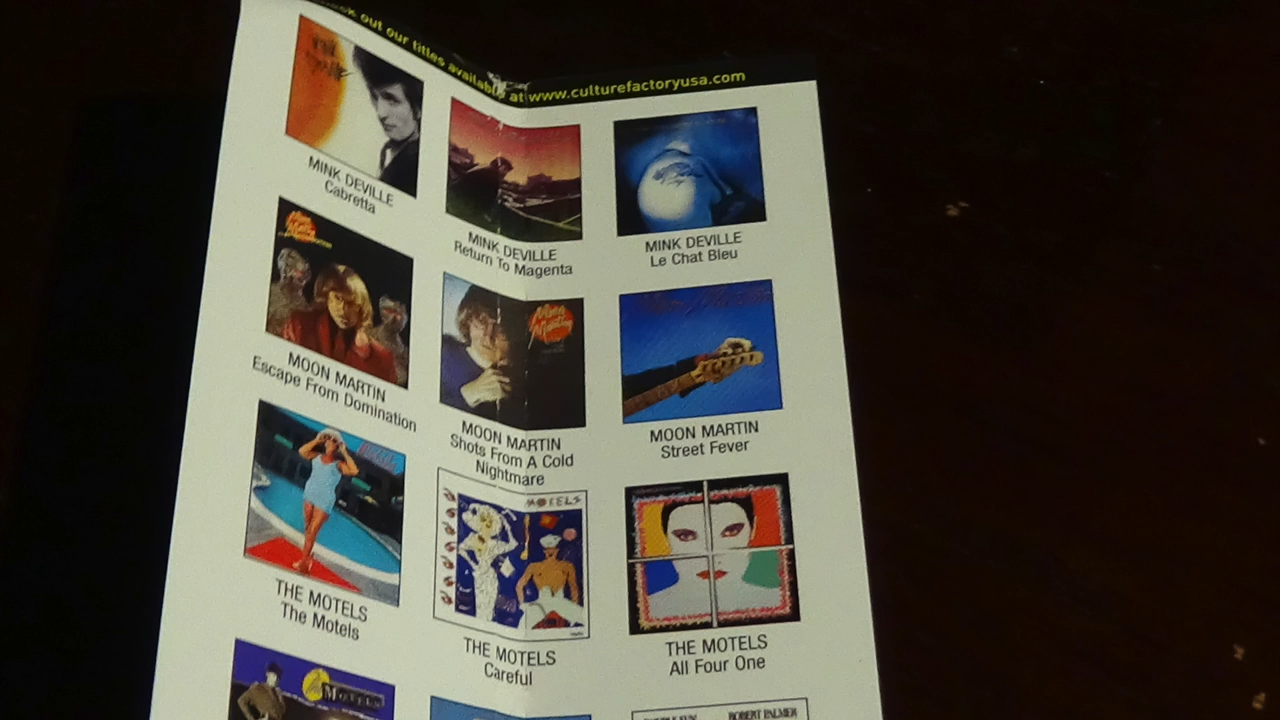 out our titles available at www.culturefactoryusa.com
MINK DEVILLE
Cabretta
MINK DEVILLE
Return To Magenta
MINK DEVILLE
Le Chat Bleu
MOON MARTIN
Escape From Domination
MOON MARTIN
Shots From A Cold
Nightmare
MOON MARTIN
Street Fever
MOTELS
THE MOTELS
The Motels
THE MOTELS
Careful
THE MOTELS
All Four One
MOTELS
ROBERT PALMER